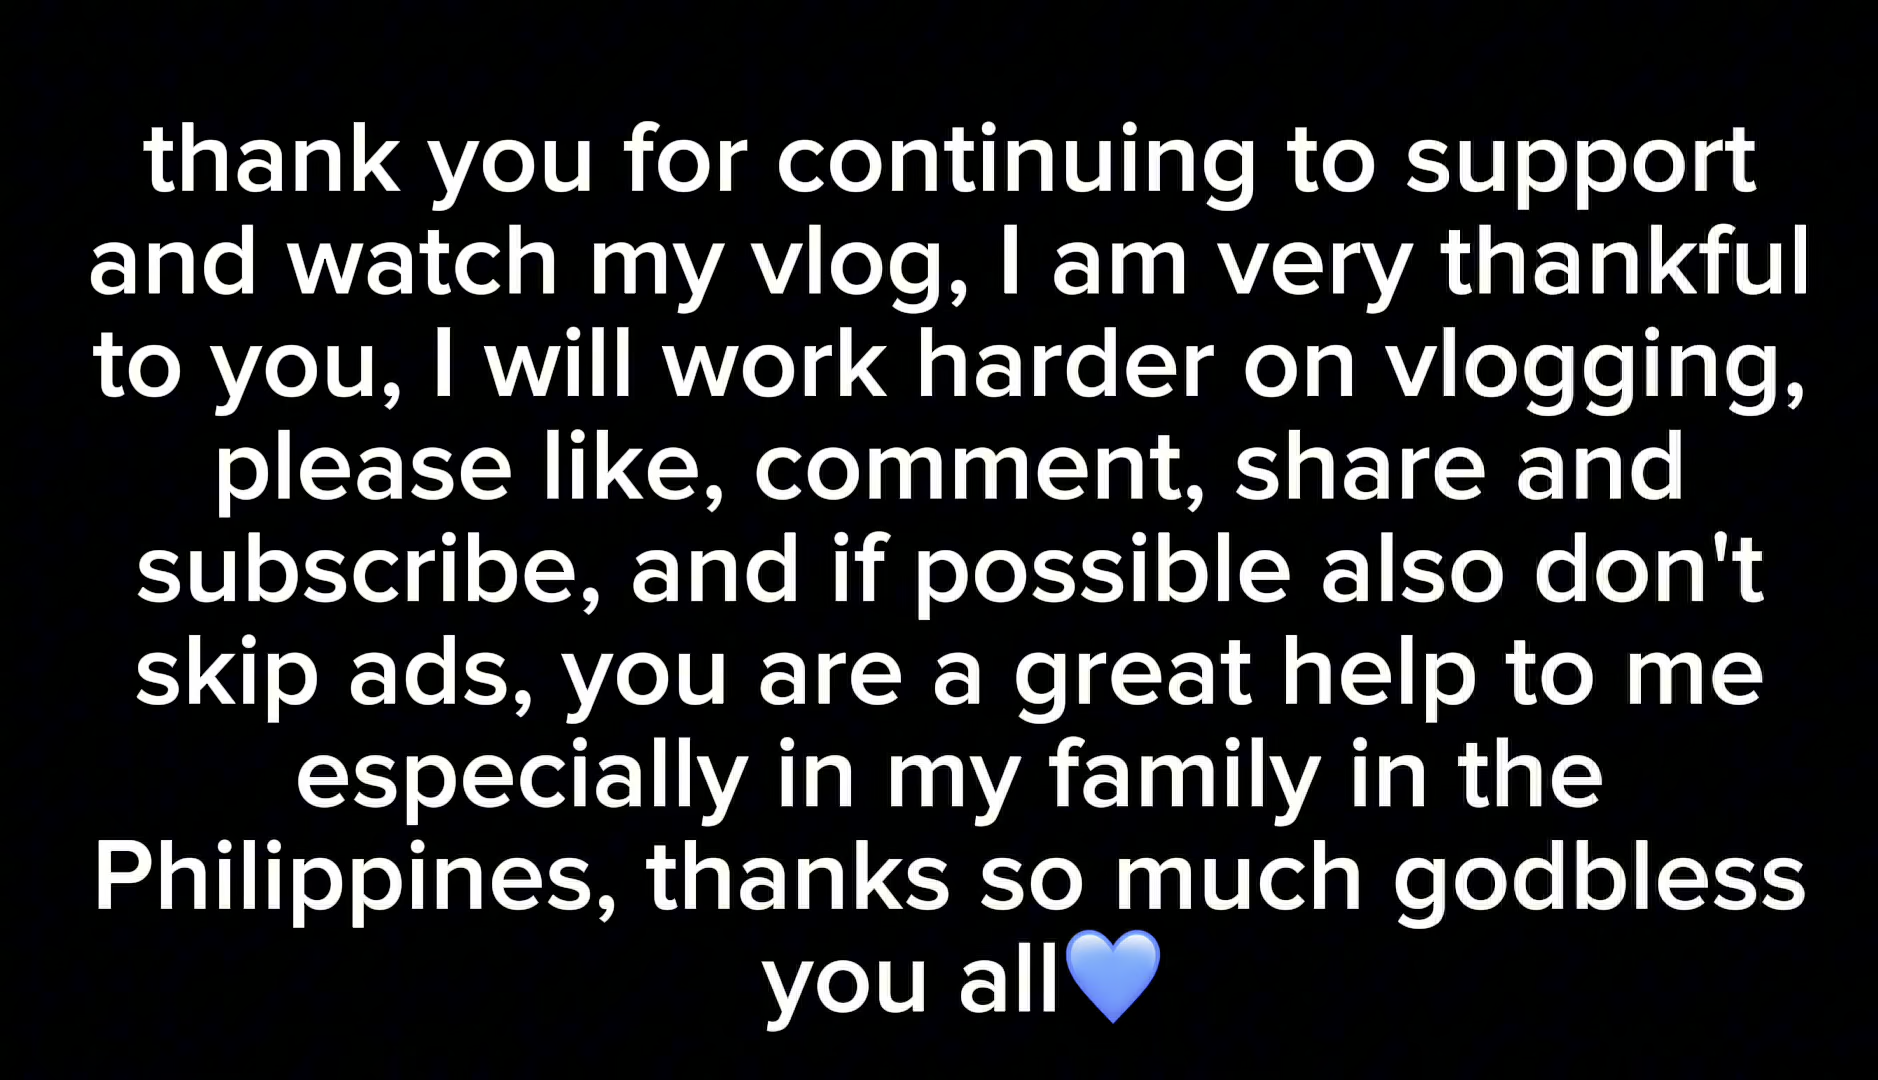 thank you for continuing to support
and watch my vlog, I am very thankful
to you, I will work harder on vlogging,
please like, comment, share and
subscribe, and if possible also don't
skip ads, you are a great help to me
especially in my family in the
Philippines, thanks so much godbless
you all💙